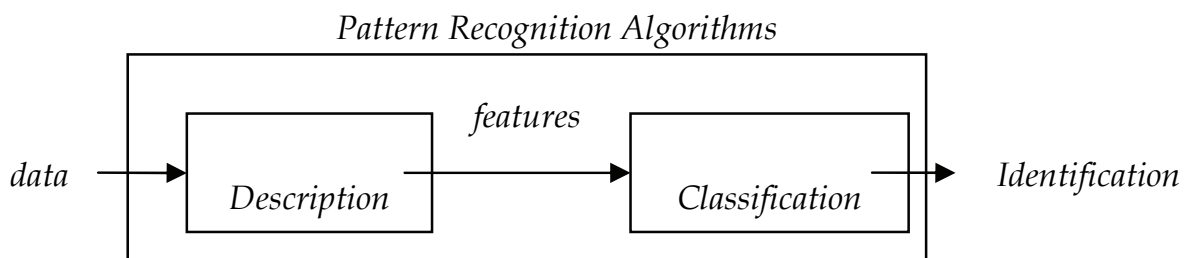 Pattern Recognition Algorithms
features
data
Description
Classification
Identification